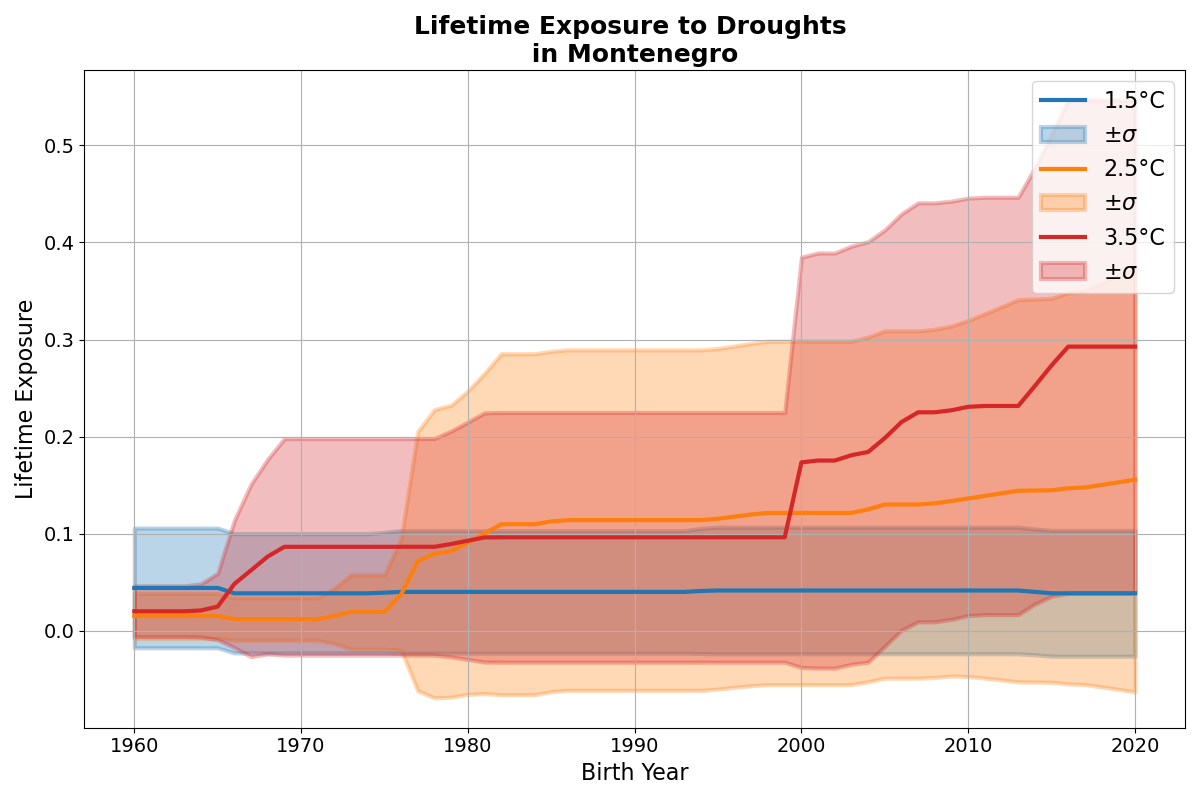 Lifetime Exposure to Droughts
in Montenegro
1.5°C
±σ
2.5°C
±σ
3.5°C
±σ
Lifetime Exposure
0.5
0.4
0.3
0.2
0.1
0.0
1960 1970 1980 1990 2000 2010 2020
Birth Year